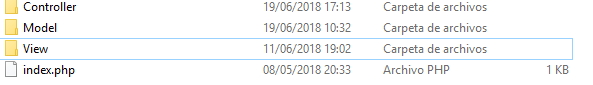 Controller 19/06/2018 17:13 Carpeta de archivos
Model 19/06/2018 10:32 Carpeta de archivos
View 11/06/2018 19:02 Carpeta de archivos
index.php 08/05/2018 20:33 Archivo PHP 1 KB